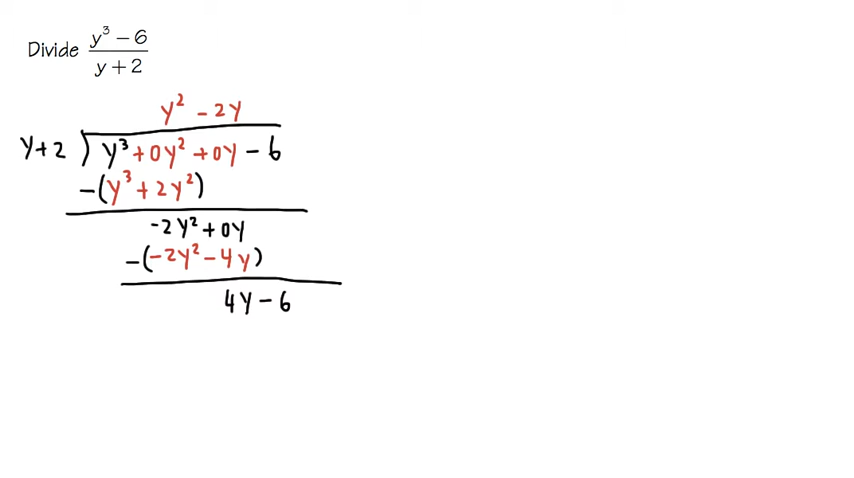 Divide (y³ − 6)/(y + 2)
y² − 2y
y+2 ) y³ + 0y² + 0y − 6
−(y³ + 2y²)
-2y² + 0y
−(−2y² − 4y)
4y − 6